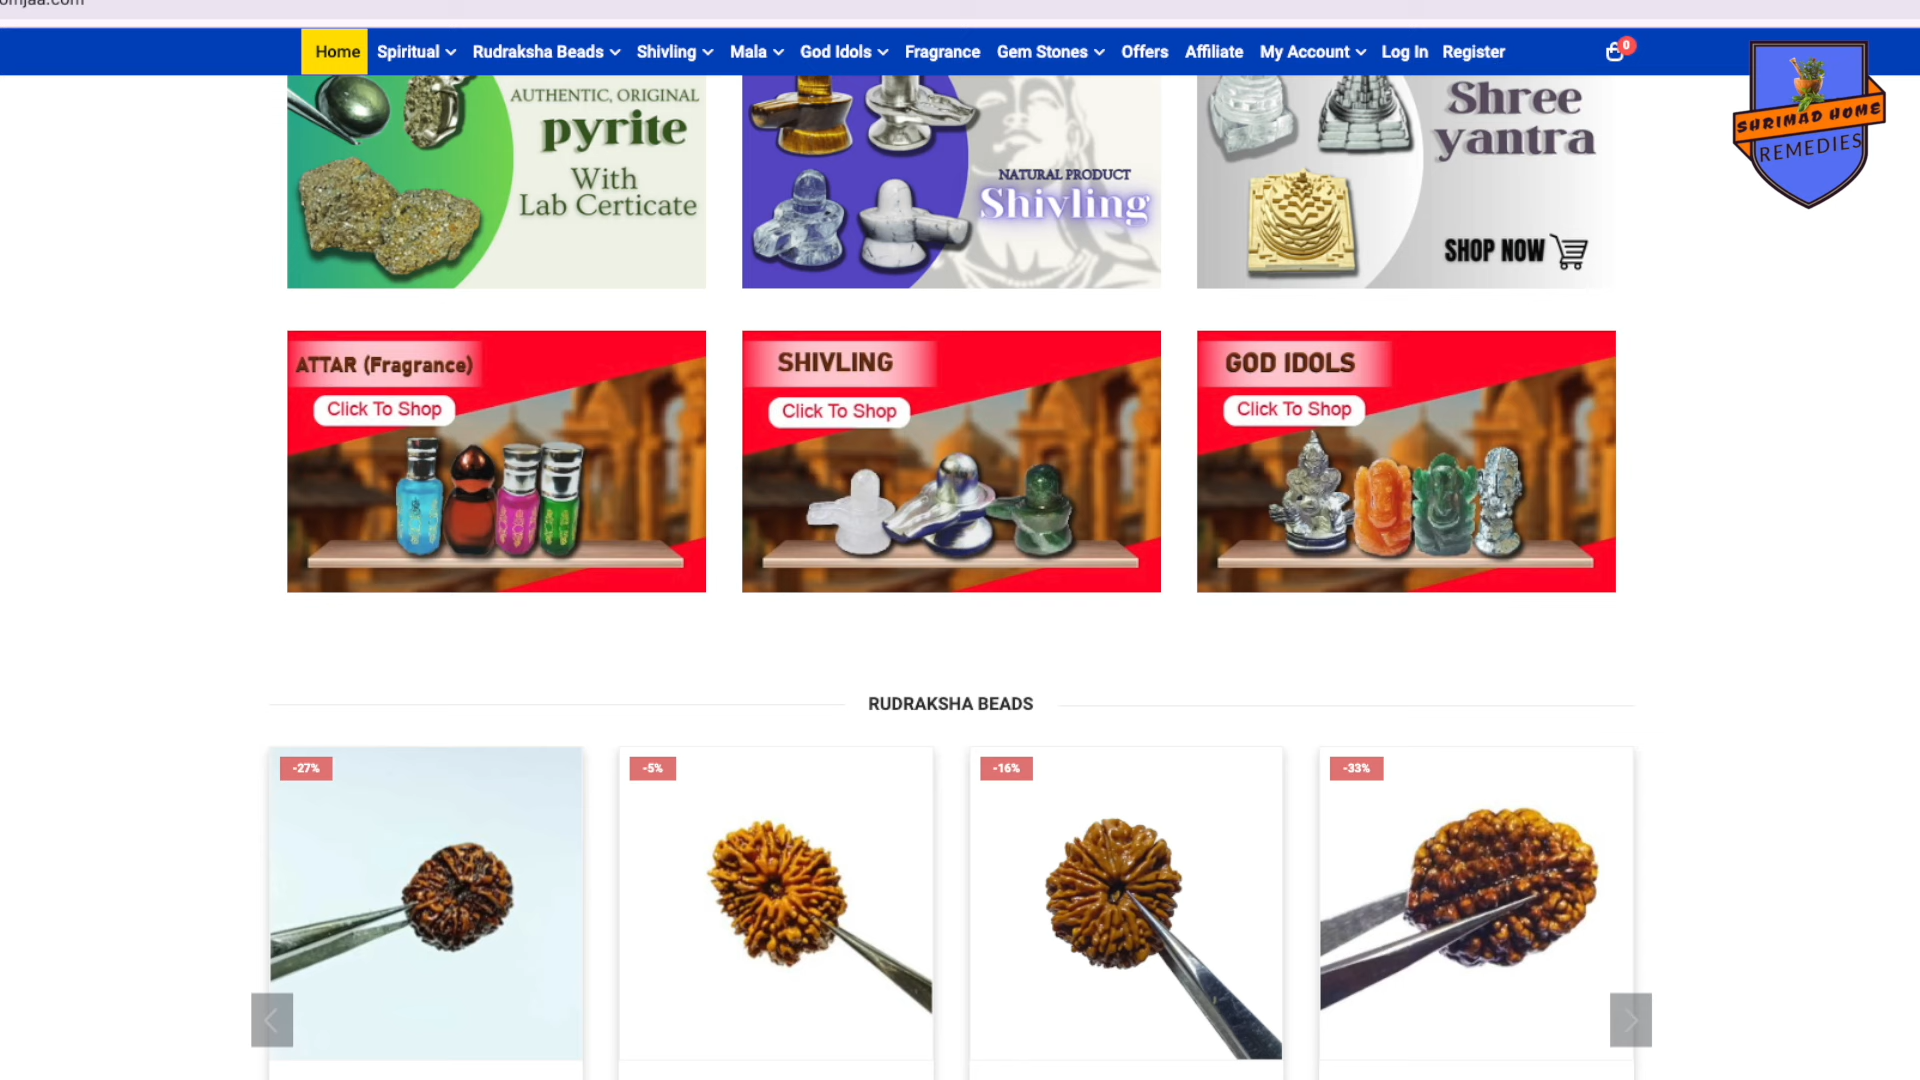 Home Spiritual Rudraksha Beads Shivling Mala God Idols Fragrance Gem Stones Offers Affiliate My Account Log In Register 0
SHRIMAD HOME
REMEDIES
AUTHENTIC, ORIGINAL
pyrite
With
Lab Certicate
NATURAL PRODUCT
Shivling
Shree
yantra
SHOP NOW
ATTAR (Fragrance)
Click To Shop
SHIVLING
Click To Shop
GOD IDOLS
Click To Shop
RUDRAKSHA BEADS
-27%
-5%
-16%
-33%